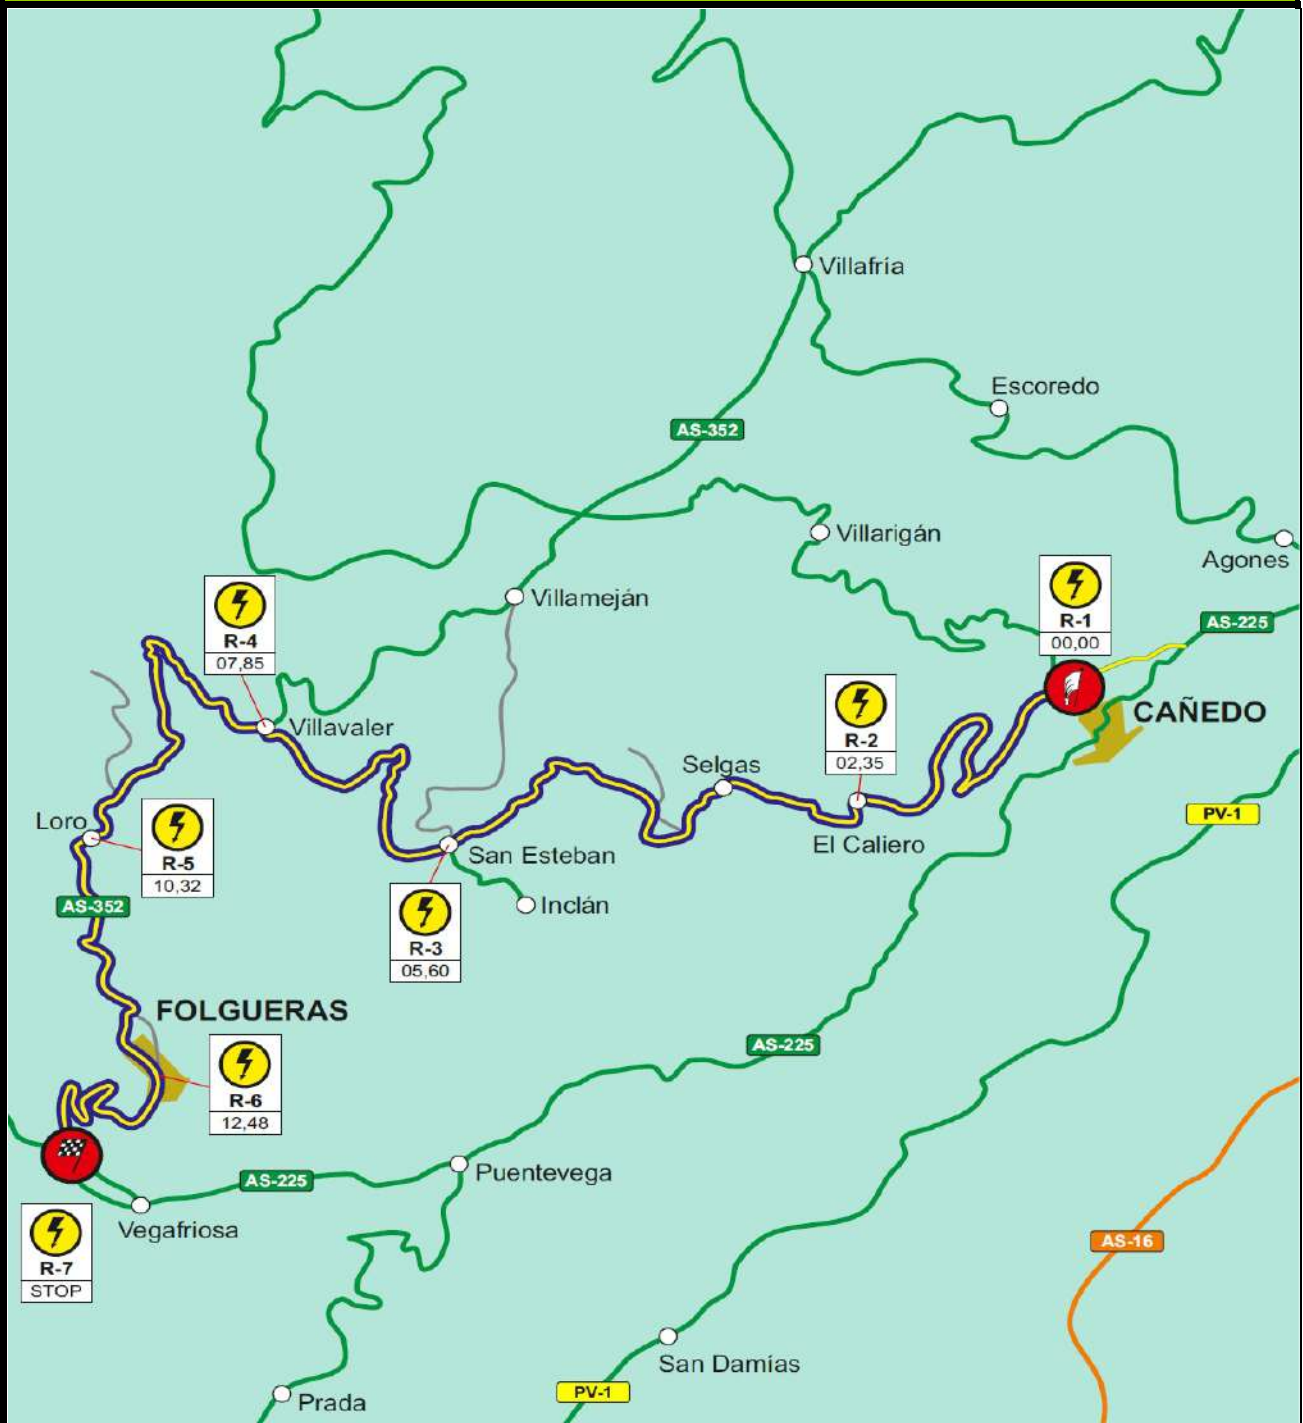 Villafría
Escoredo
AS-352
Villarigán
Agones
Villameján
R-4
07,85
R-1
00,00
AS-225
Villavaler
R-2
02,35
CAÑEDO
Selgas
Loro
R-5
10,32
PV-1
El Caliero
San Esteban
AS-352
Inclán
R-3
05,60
FOLGUERAS
AS-225
R-6
12,48
Puentevega
AS-225
Vegafriosa
AS-16
R-7
STOP
San Damías
PV-1
Prada